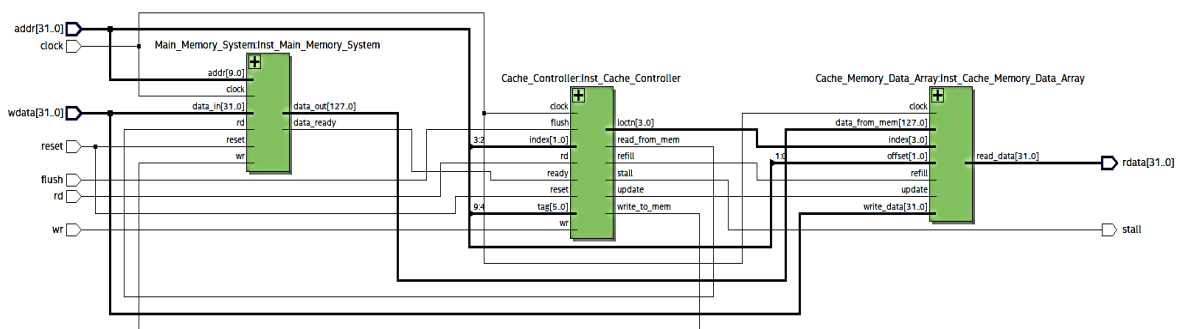 addr[31..0]
clock
wdata[31..0]
reset
flush
rd
wr
Main_Memory_System:Inst_Main_Memory_System
addr[9..0]
clock
data_in[31..0]
rd
reset
wr
data_out[127..0]
data_ready
Cache_Controller:Inst_Cache_Controller
3:2
9:4
clock
flush
index[1..0]
rd
ready
reset
tag[5..0]
wr
loctn[3..0]
read_from_mem
refill
stall
update
write_to_mem
Cache_Memory_Data_Array:Inst_Cache_Memory_Data_Array
1:0
clock
data_from_mem[127..0]
index[3..0]
offset[1..0]
refill
update
write_data[31..0]
read_data[31..0]
rdata[31..0]
stall